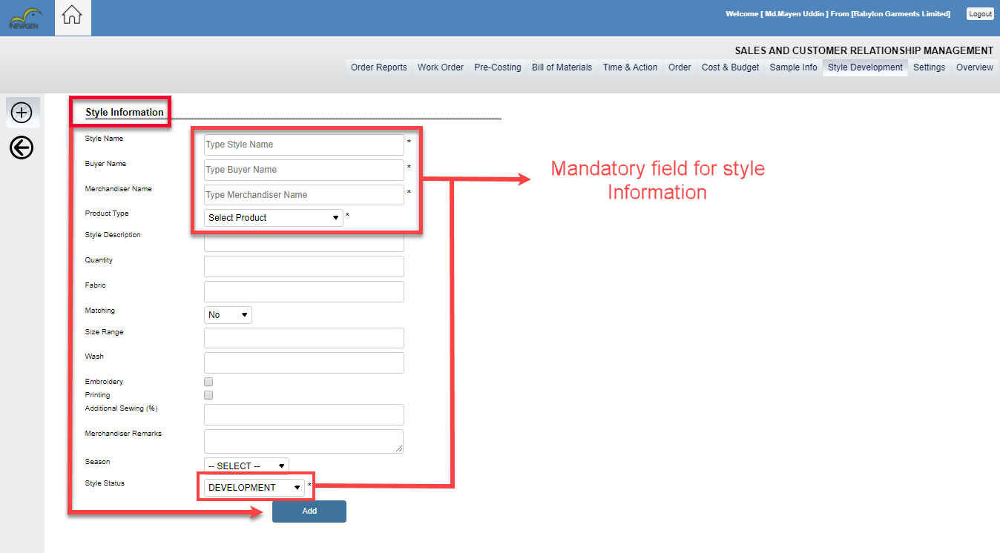 NEWGEN
Welcome [ Md.Mayen Uddin ] From [Babylon Garments Limited]
Logout
SALES AND CUSTOMER RELATIONSHIP MANAGEMENT
Order Reports Work Order Pre-Costing Bill of Materials Time & Action Order Cost & Budget Sample Info Style Development Settings Overview
Style Information
Style Name Type Style Name *
Buyer Name Type Buyer Name *
Merchandiser Name Type Merchandiser Name *
Product Type Select Product *
Mandatory field for style
Information
Style Description
Quantity
Fabric
Matching No
Size Range
Wash
Embroidery
Printing
Additional Sewing (%)
Merchandiser Remarks
Season -- SELECT --
Style Status DEVELOPMENT *
Add